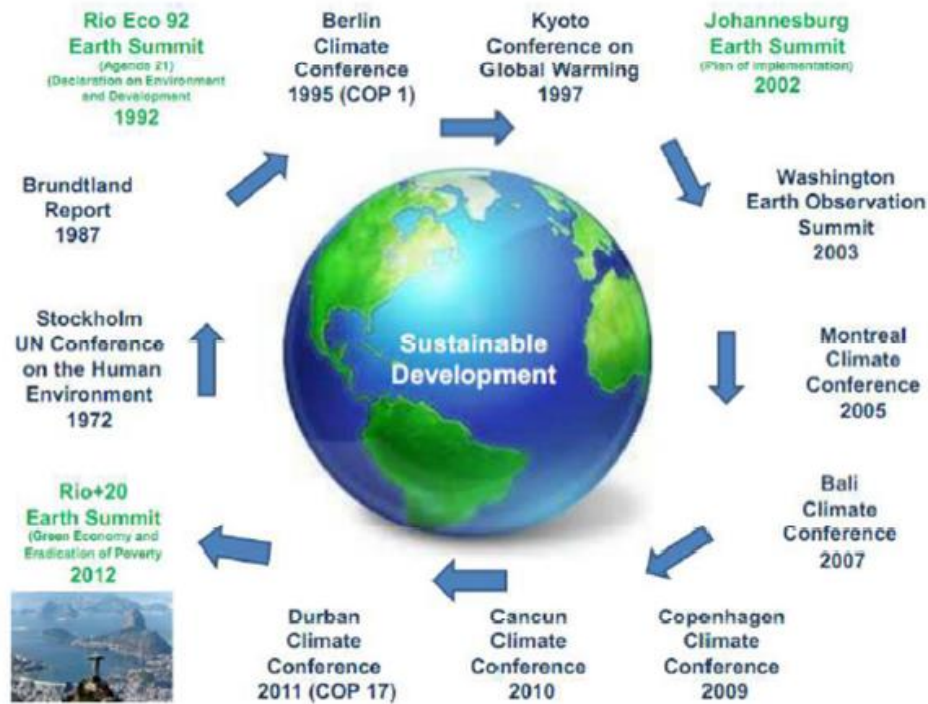 Rio Eco 92
Earth Summit
(Agenda 21)
(Declaration on Environment
and Development
1992
Berlin
Climate
Conference
1995 (COP 1)
Kyoto
Conference on
Global Warming
1997
Johannesburg
Earth Summit
(Plan of Implementation)
2002
Brundtland
Report
1987
Washington
Earth Observation
Summit
2003
Stockholm
UN Conference
on the Human
Environment
1972
Sustainable
Development
Montreal
Climate
Conference
2005
Rio+20
Earth Summit
(Green Economy and
Eradication of Poverty
2012
Bali
Climate
Conference
2007
Durban
Climate
Conference
2011 (COP 17)
Cancun
Climate
Conference
2010
Copenhagen
Climate
Conference
2009